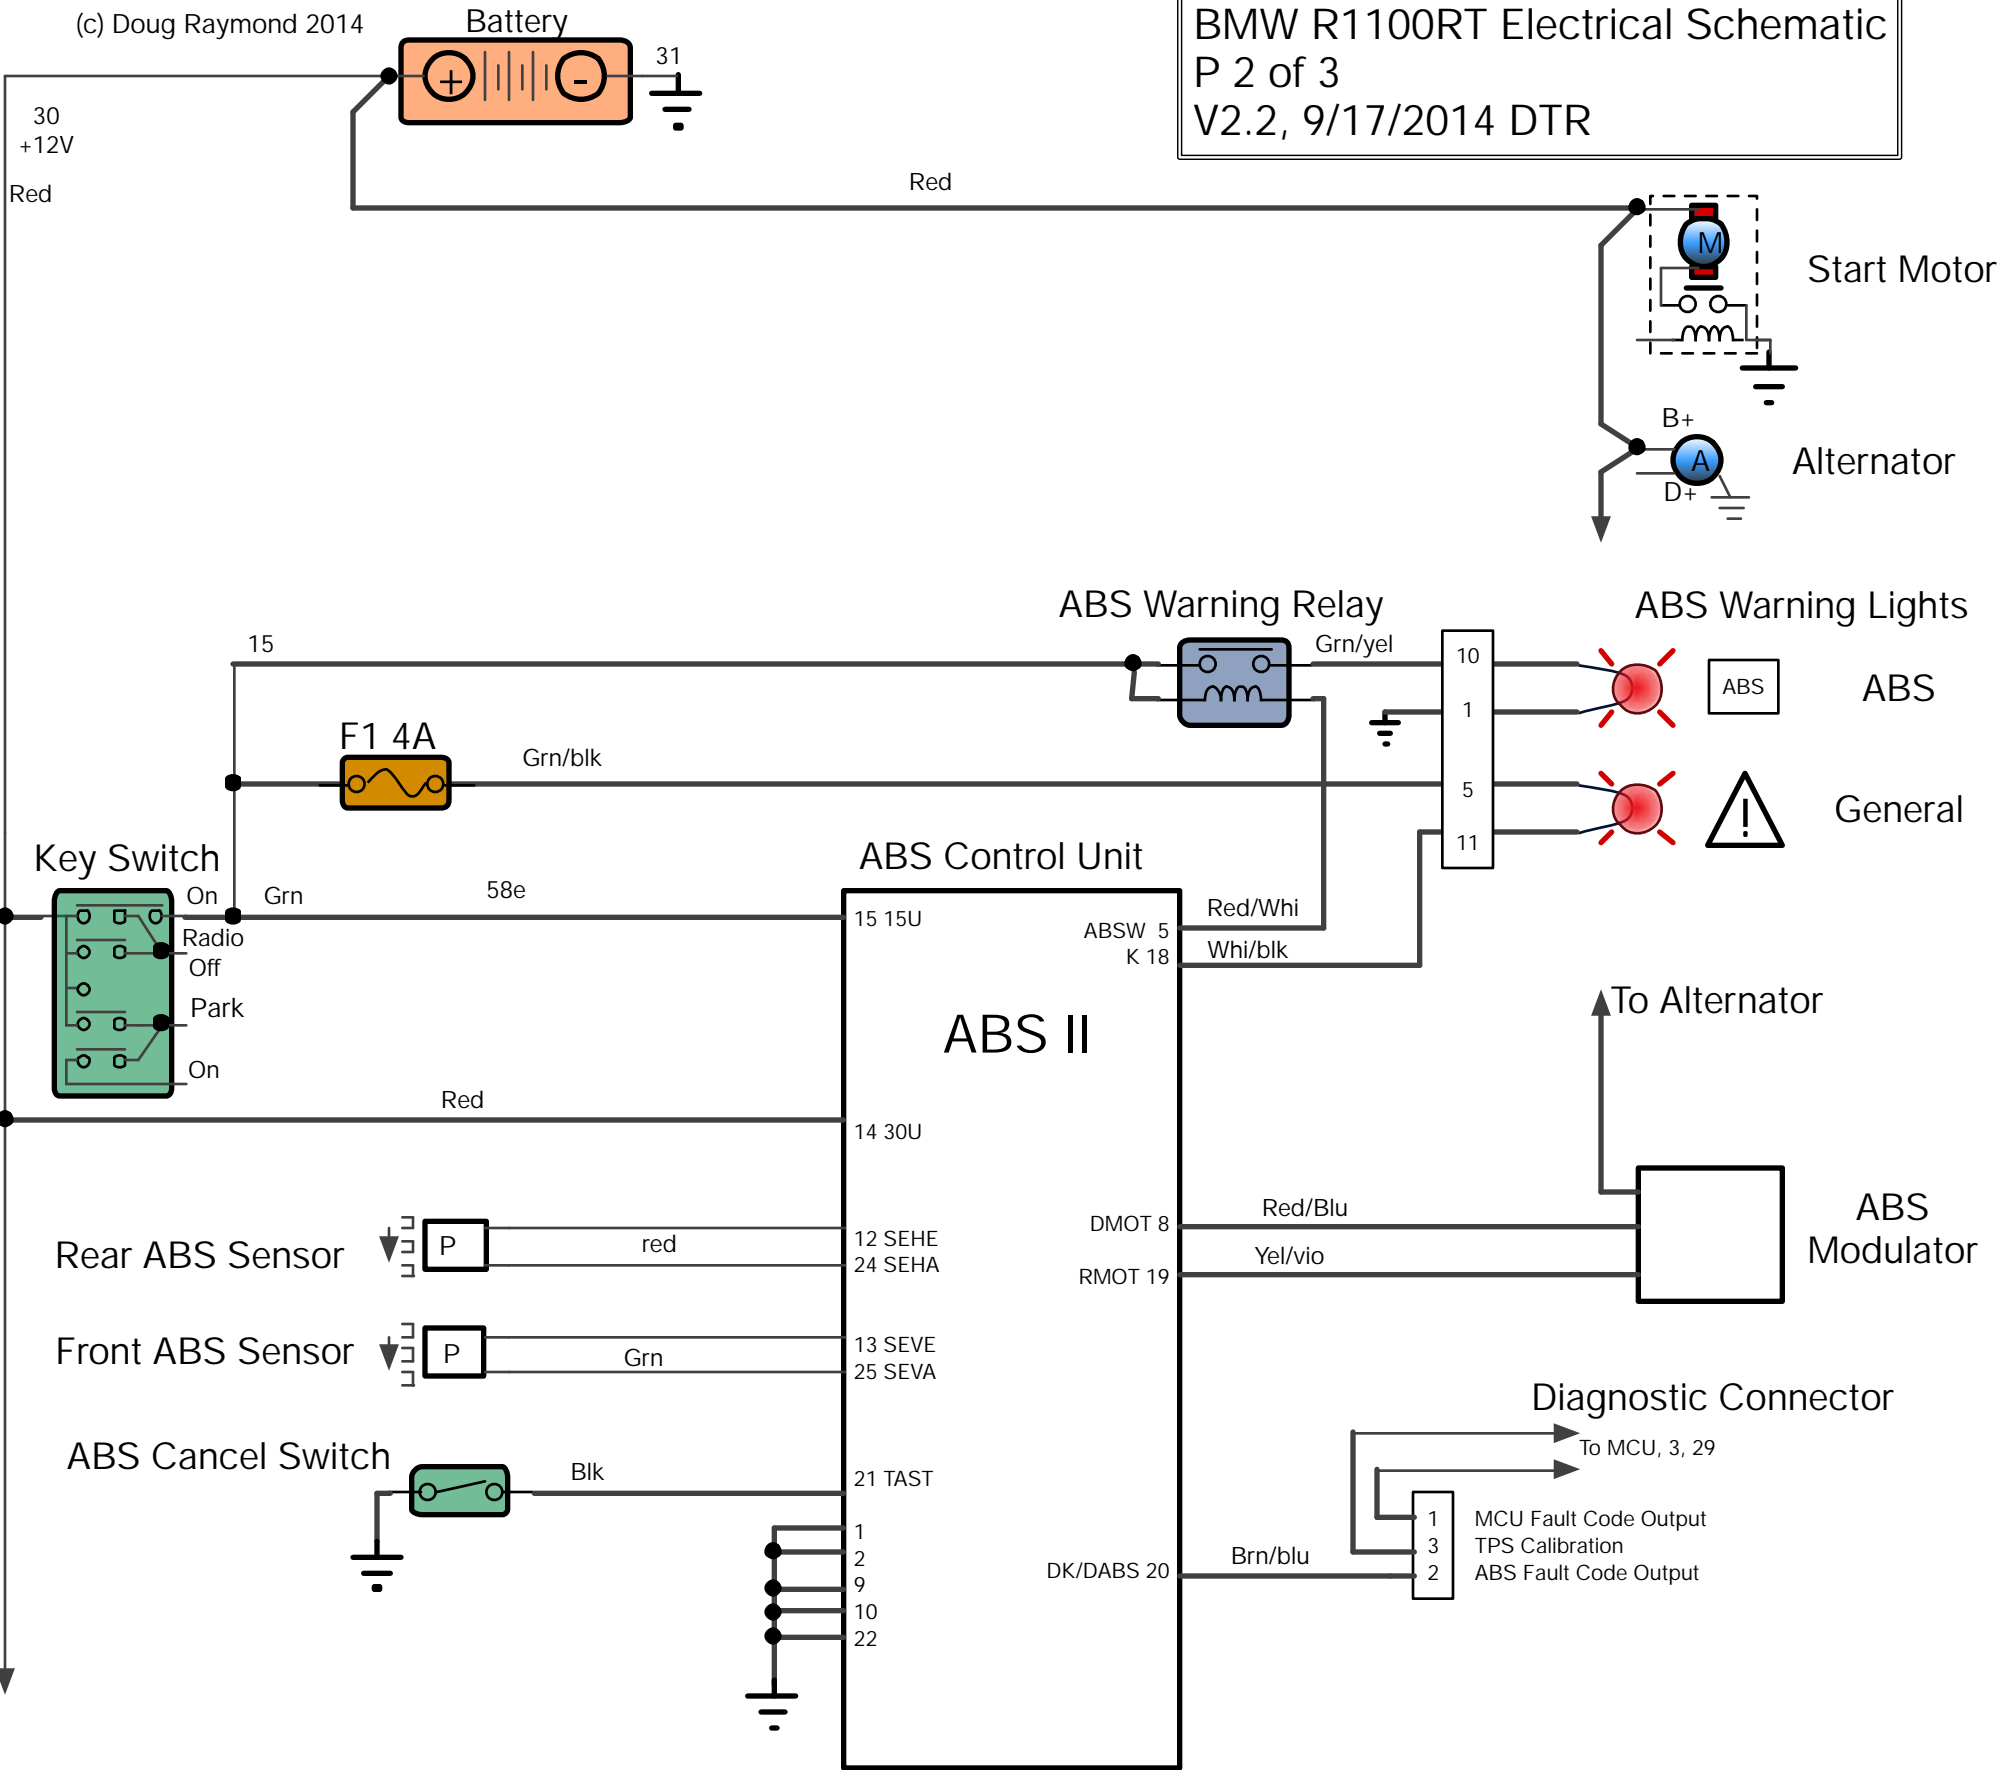 (c) Doug Raymond 2014
Battery
BMW R1100RT Electrical Schematic
P 2 of 3
V2.2, 9/17/2014 DTR
31
+
-
30
+12V
Red
Red
M
Start Motor
B+
A
Alternator
D+
ABS Warning Relay
ABS Warning Lights
15
Grn/yel
10
ABS
ABS
1
F1 4A
Grn/blk
5
!
General
11
Key Switch
ABS Control Unit
On
Grn
58e
15 15U
Red/Whi
ABSW 5
Radio
K 18
Whi/blk
Off
Park
To Alternator
ABS II
On
Red
14 30U
Red/Blu
ABS
Modulator
DMOT 8
Rear ABS Sensor
P
red
12 SEHE
24 SEHA
Yel/vio
RMOT 19
Front ABS Sensor
P
Grn
13 SEVE
25 SEVA
Diagnostic Connector
To MCU, 3, 29
ABS Cancel Switch
Blk
21 TAST
1
2
9
10
22
1 MCU Fault Code Output
3 TPS Calibration
2 ABS Fault Code Output
Brn/blu
DK/DABS 20